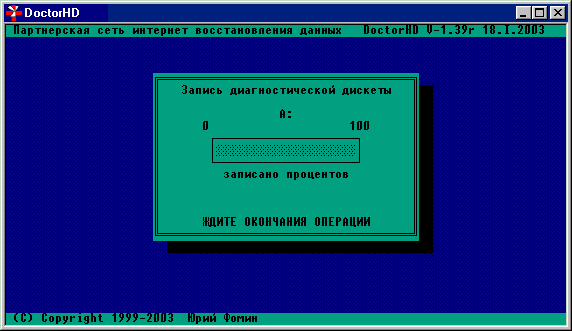 DoctorHD
Партнерская сеть интернет восстановления данных DoctorHD V-1.39r 18.I.2003
Запись диагностической дискеты
A:
0 100
записано процентов
ЖДИТЕ ОКОНЧАНИЯ ОПЕРАЦИИ
(C) Copyright 1999-2003 Юрий Фомин